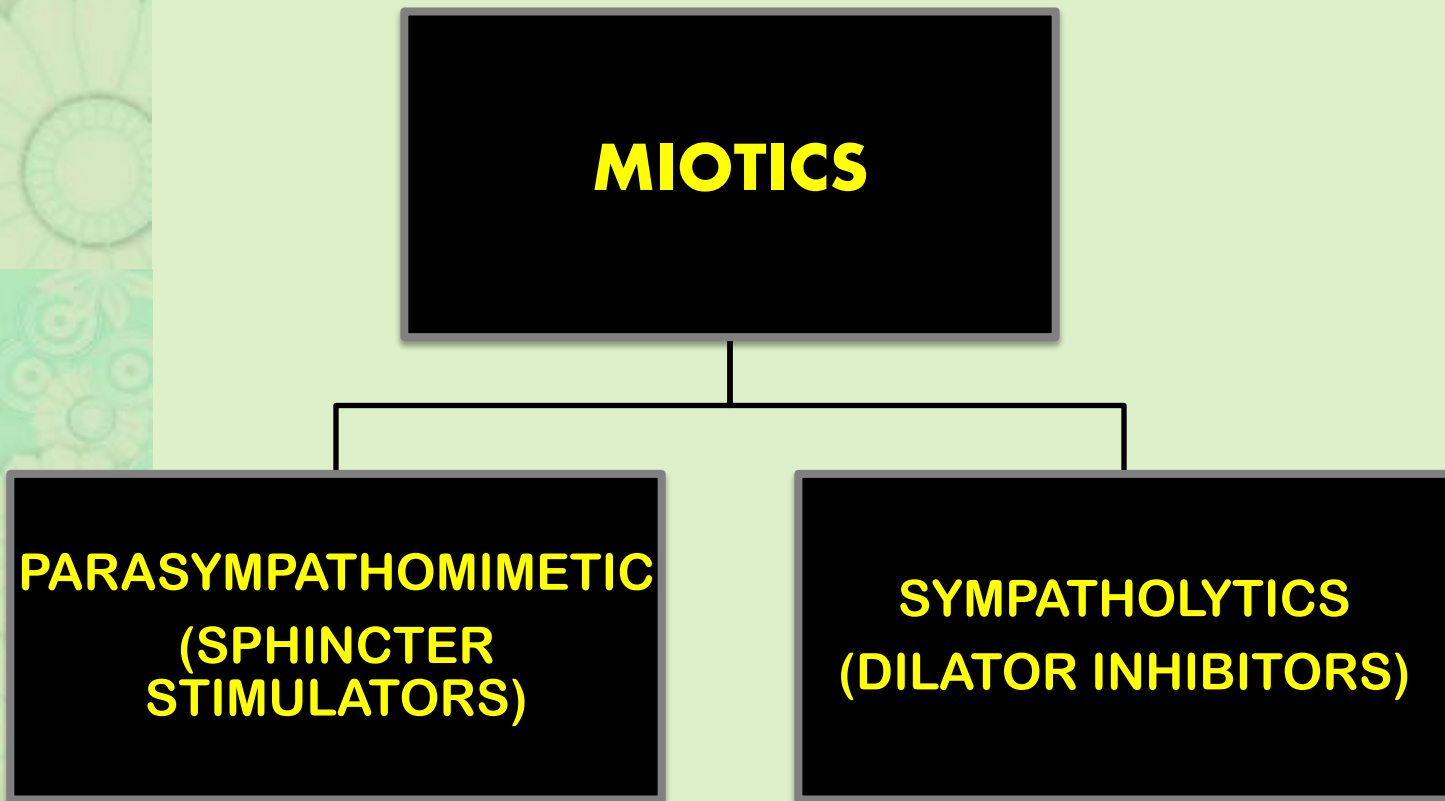 MIOTICS
PARASYMPATHOMIMETIC
(SPHINCTER
STIMULATORS)
SYMPATHOLYTICS
(DILATOR INHIBITORS)